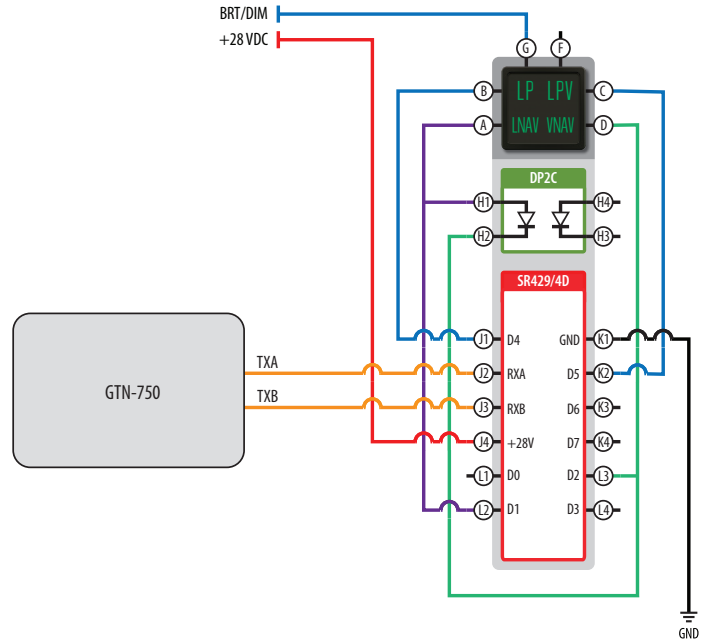 BRT/DIM
+28 VDC
G F
B LP LPV C
A LNAV VNAV D
DP2C
H1 H4
H2 H3
SR429/4D
J1 D4 GND K1
TXA J2 RXA D5 K2
GTN-750
TXB J3 RXB D6 K3
J4 +28V D7 K4
L1 D0 D2 L3
L2 D1 D3 L4
GND